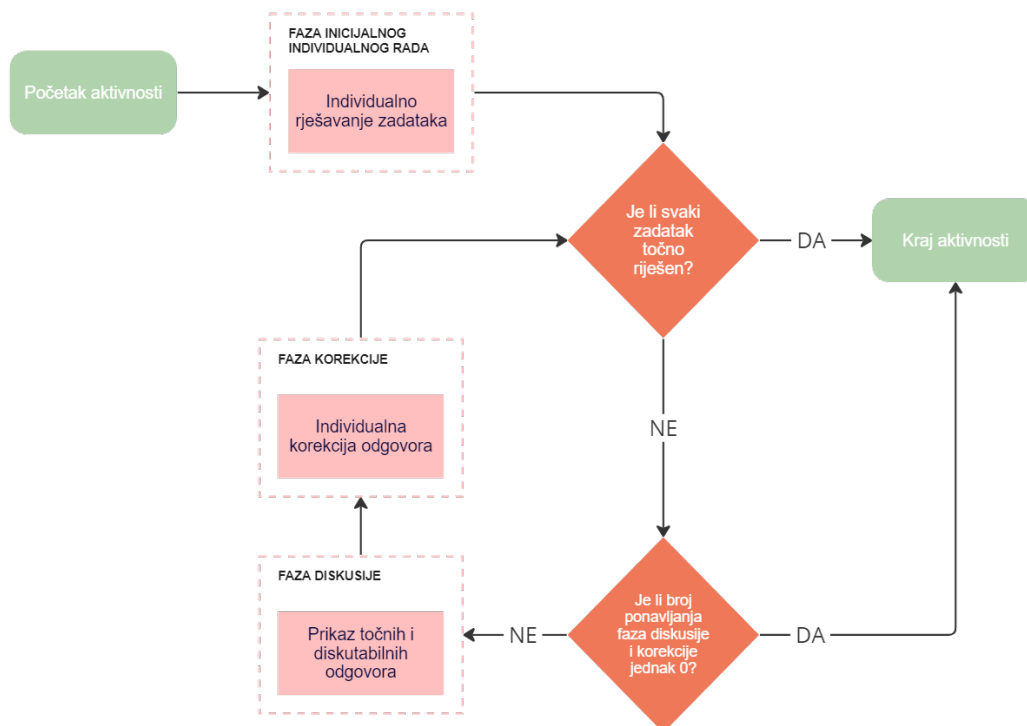 FAZA INICIJALNOG
INDIVIDUALNOG RADA
Početak aktivnosti
Individualno
rješavanje zadataka
Je li svaki
zadatak
točno
riješen?
DA
Kraj aktivnosti
FAZA KOREKCIJE
Individualna
korekcija odgovora
NE
FAZA DISKUSIJE
Prikaz točnih i
diskutabilnih
odgovora
NE
Je li broj
ponavljanja
faza diskusije
i korekcije
jednak 0?
DA